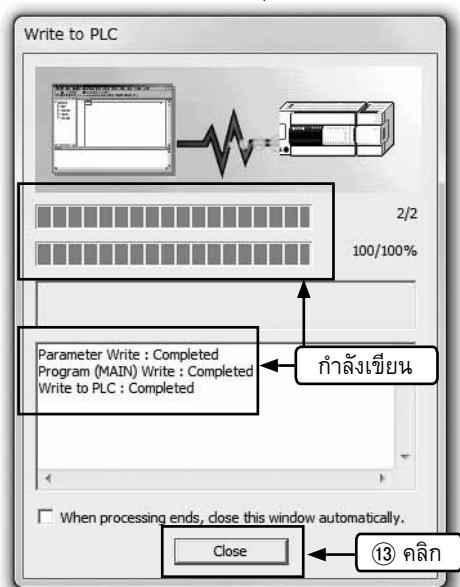 Write to PLC
2/2
100/100%
Parameter Write : Completed
Program (MAIN) Write : Completed
Write to PLC : Completed
กำลังเขียน
When processing ends, close this window automatically.
Close
⑬ คลิก